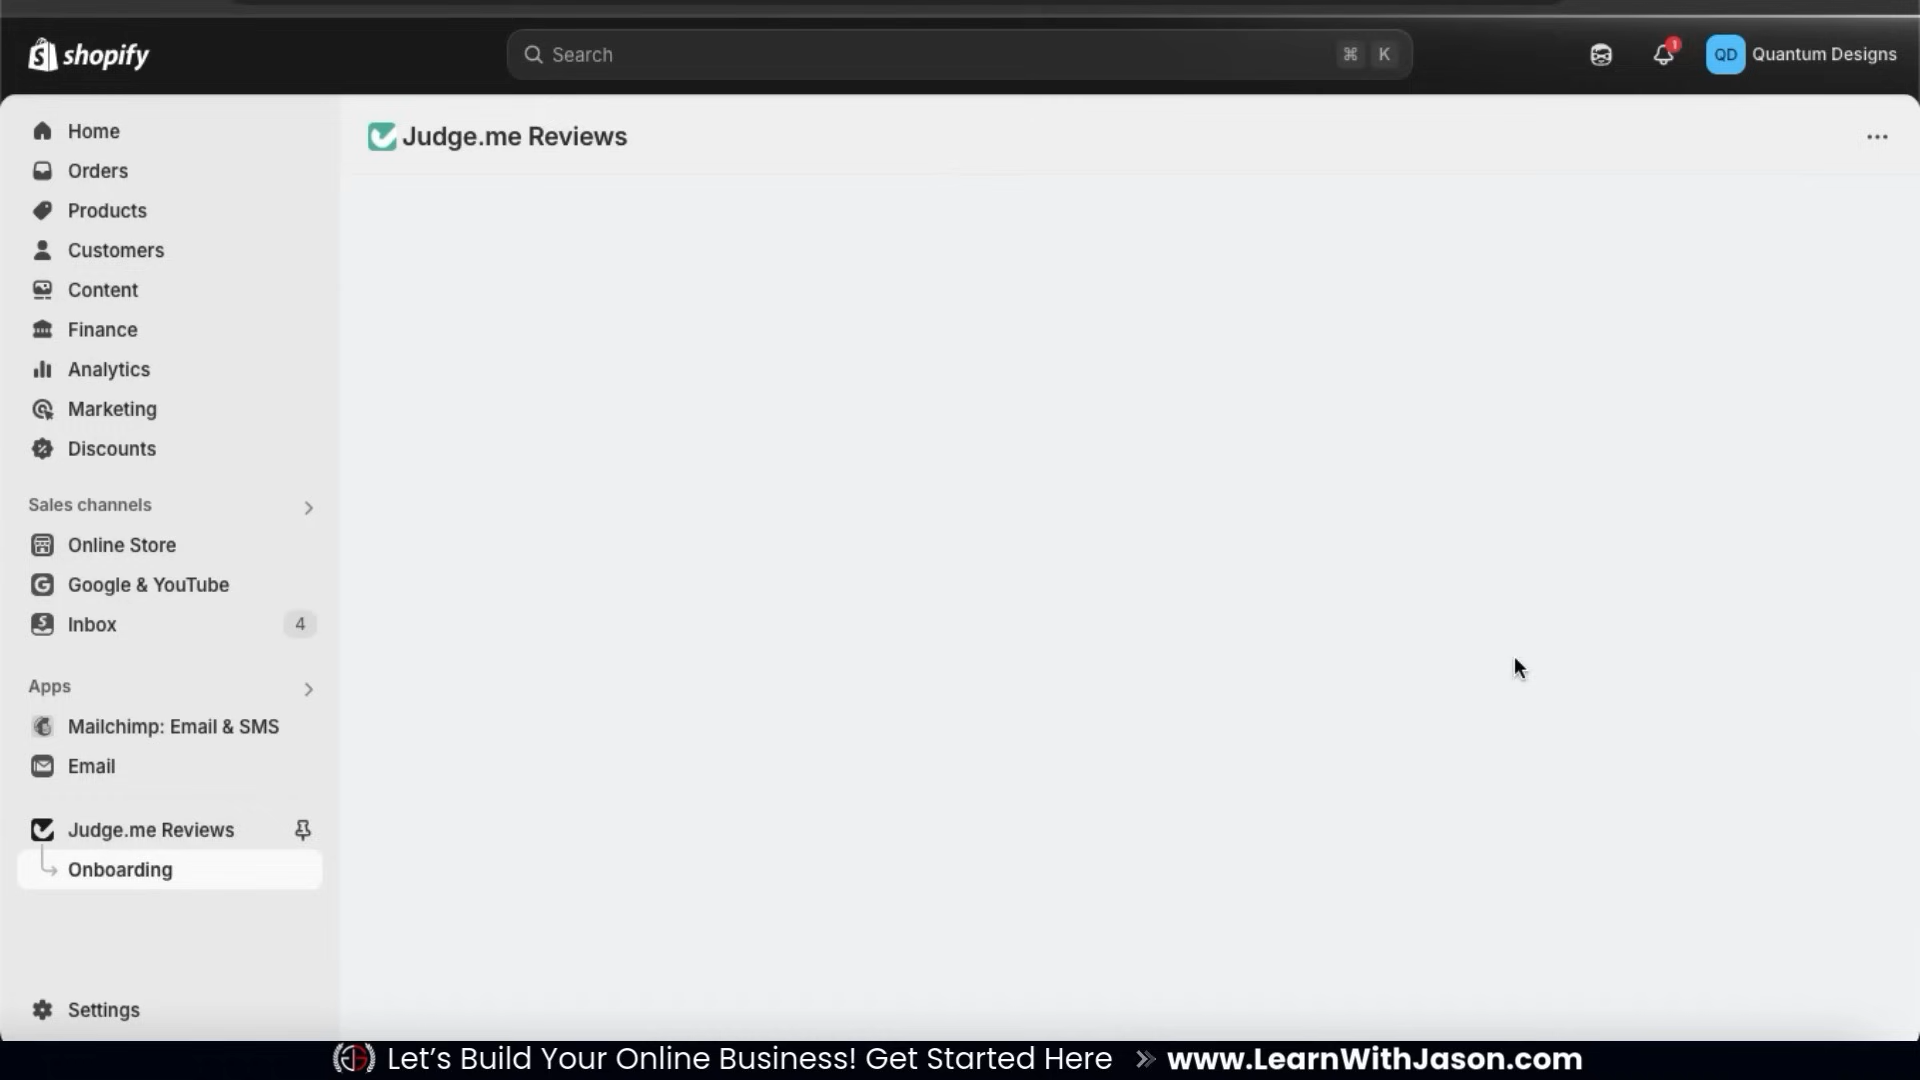 shopify
Search
⌘ K
1
QD
Quantum Designs
Home
Orders
Products
Customers
Content
Finance
Analytics
Marketing
Discounts
Sales channels
Online Store
Google & YouTube
Inbox
4
Apps
Mailchimp: Email & SMS
Email
Judge.me Reviews
Onboarding
Settings
Judge.me Reviews
Let's Build Your Online Business! Get Started Here » www.LearnWithJason.com